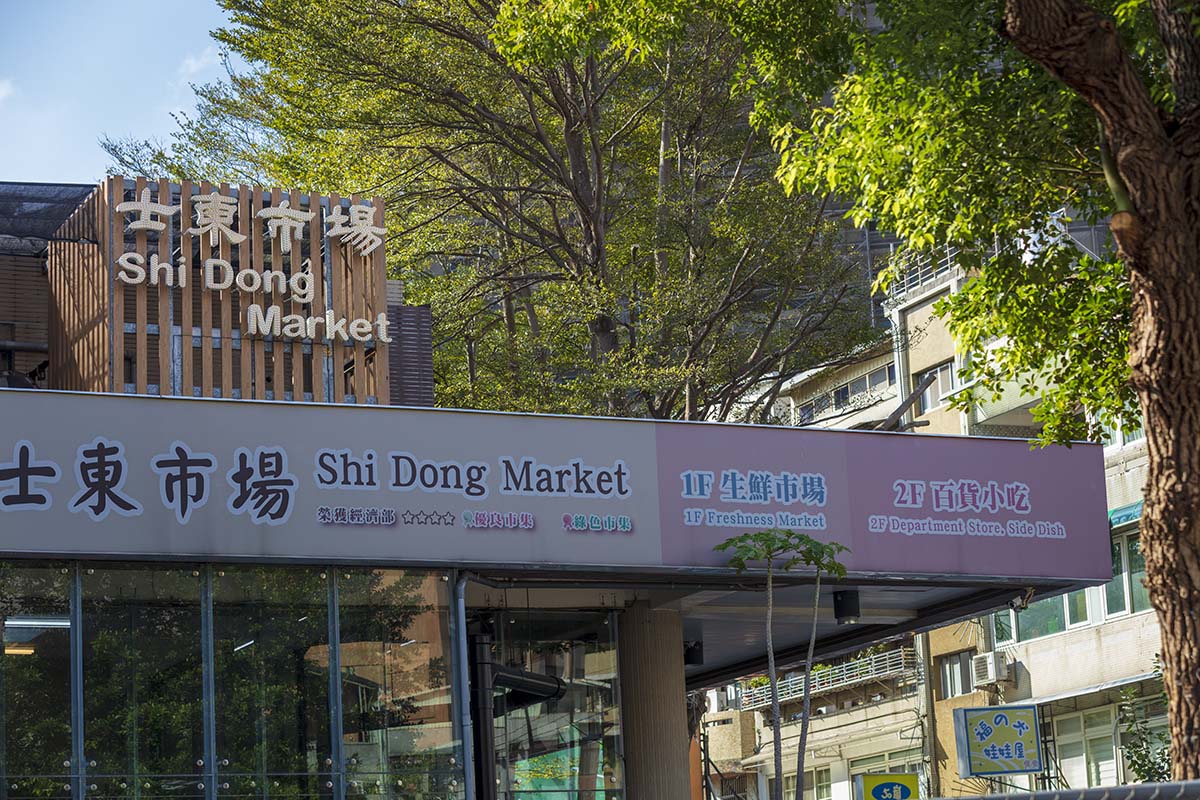 士東市場
Shi Dong
Market
士東市場 Shi Dong Market
榮獲經濟部 ☆☆☆☆ 優良市集 綠色市集
1F 生鮮市場
1F Freshness Market
2F 百貨小吃
2F Department Store, Side Dish
福の
娃娃屋